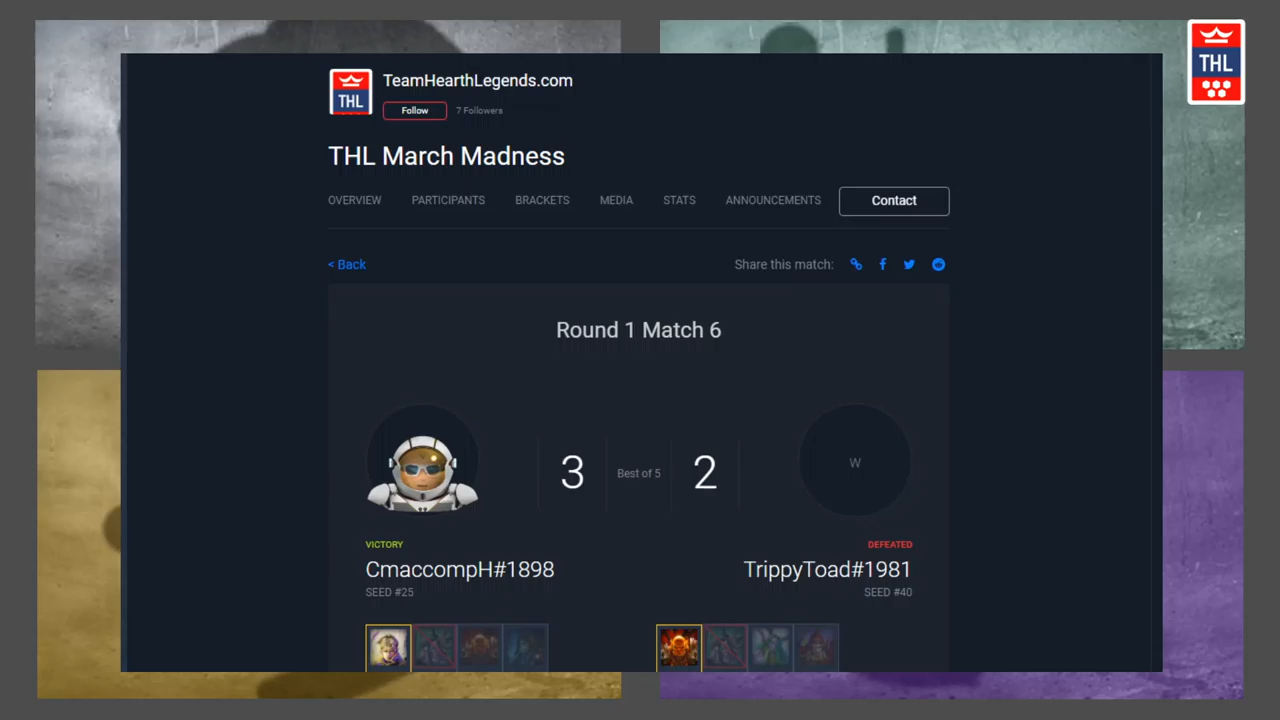 THL
TeamHearthLegends.com
THL
Follow 7 Followers
THL March Madness
OVERVIEW PARTICIPANTS BRACKETS MEDIA STATS ANNOUNCEMENTS Contact
< Back Share this match:
Round 1 Match 6
3 Best of 5 2 W
VICTORY DEFEATED
CmaccompH#1898 TrippyToad#1981
SEED #25 SEED #40